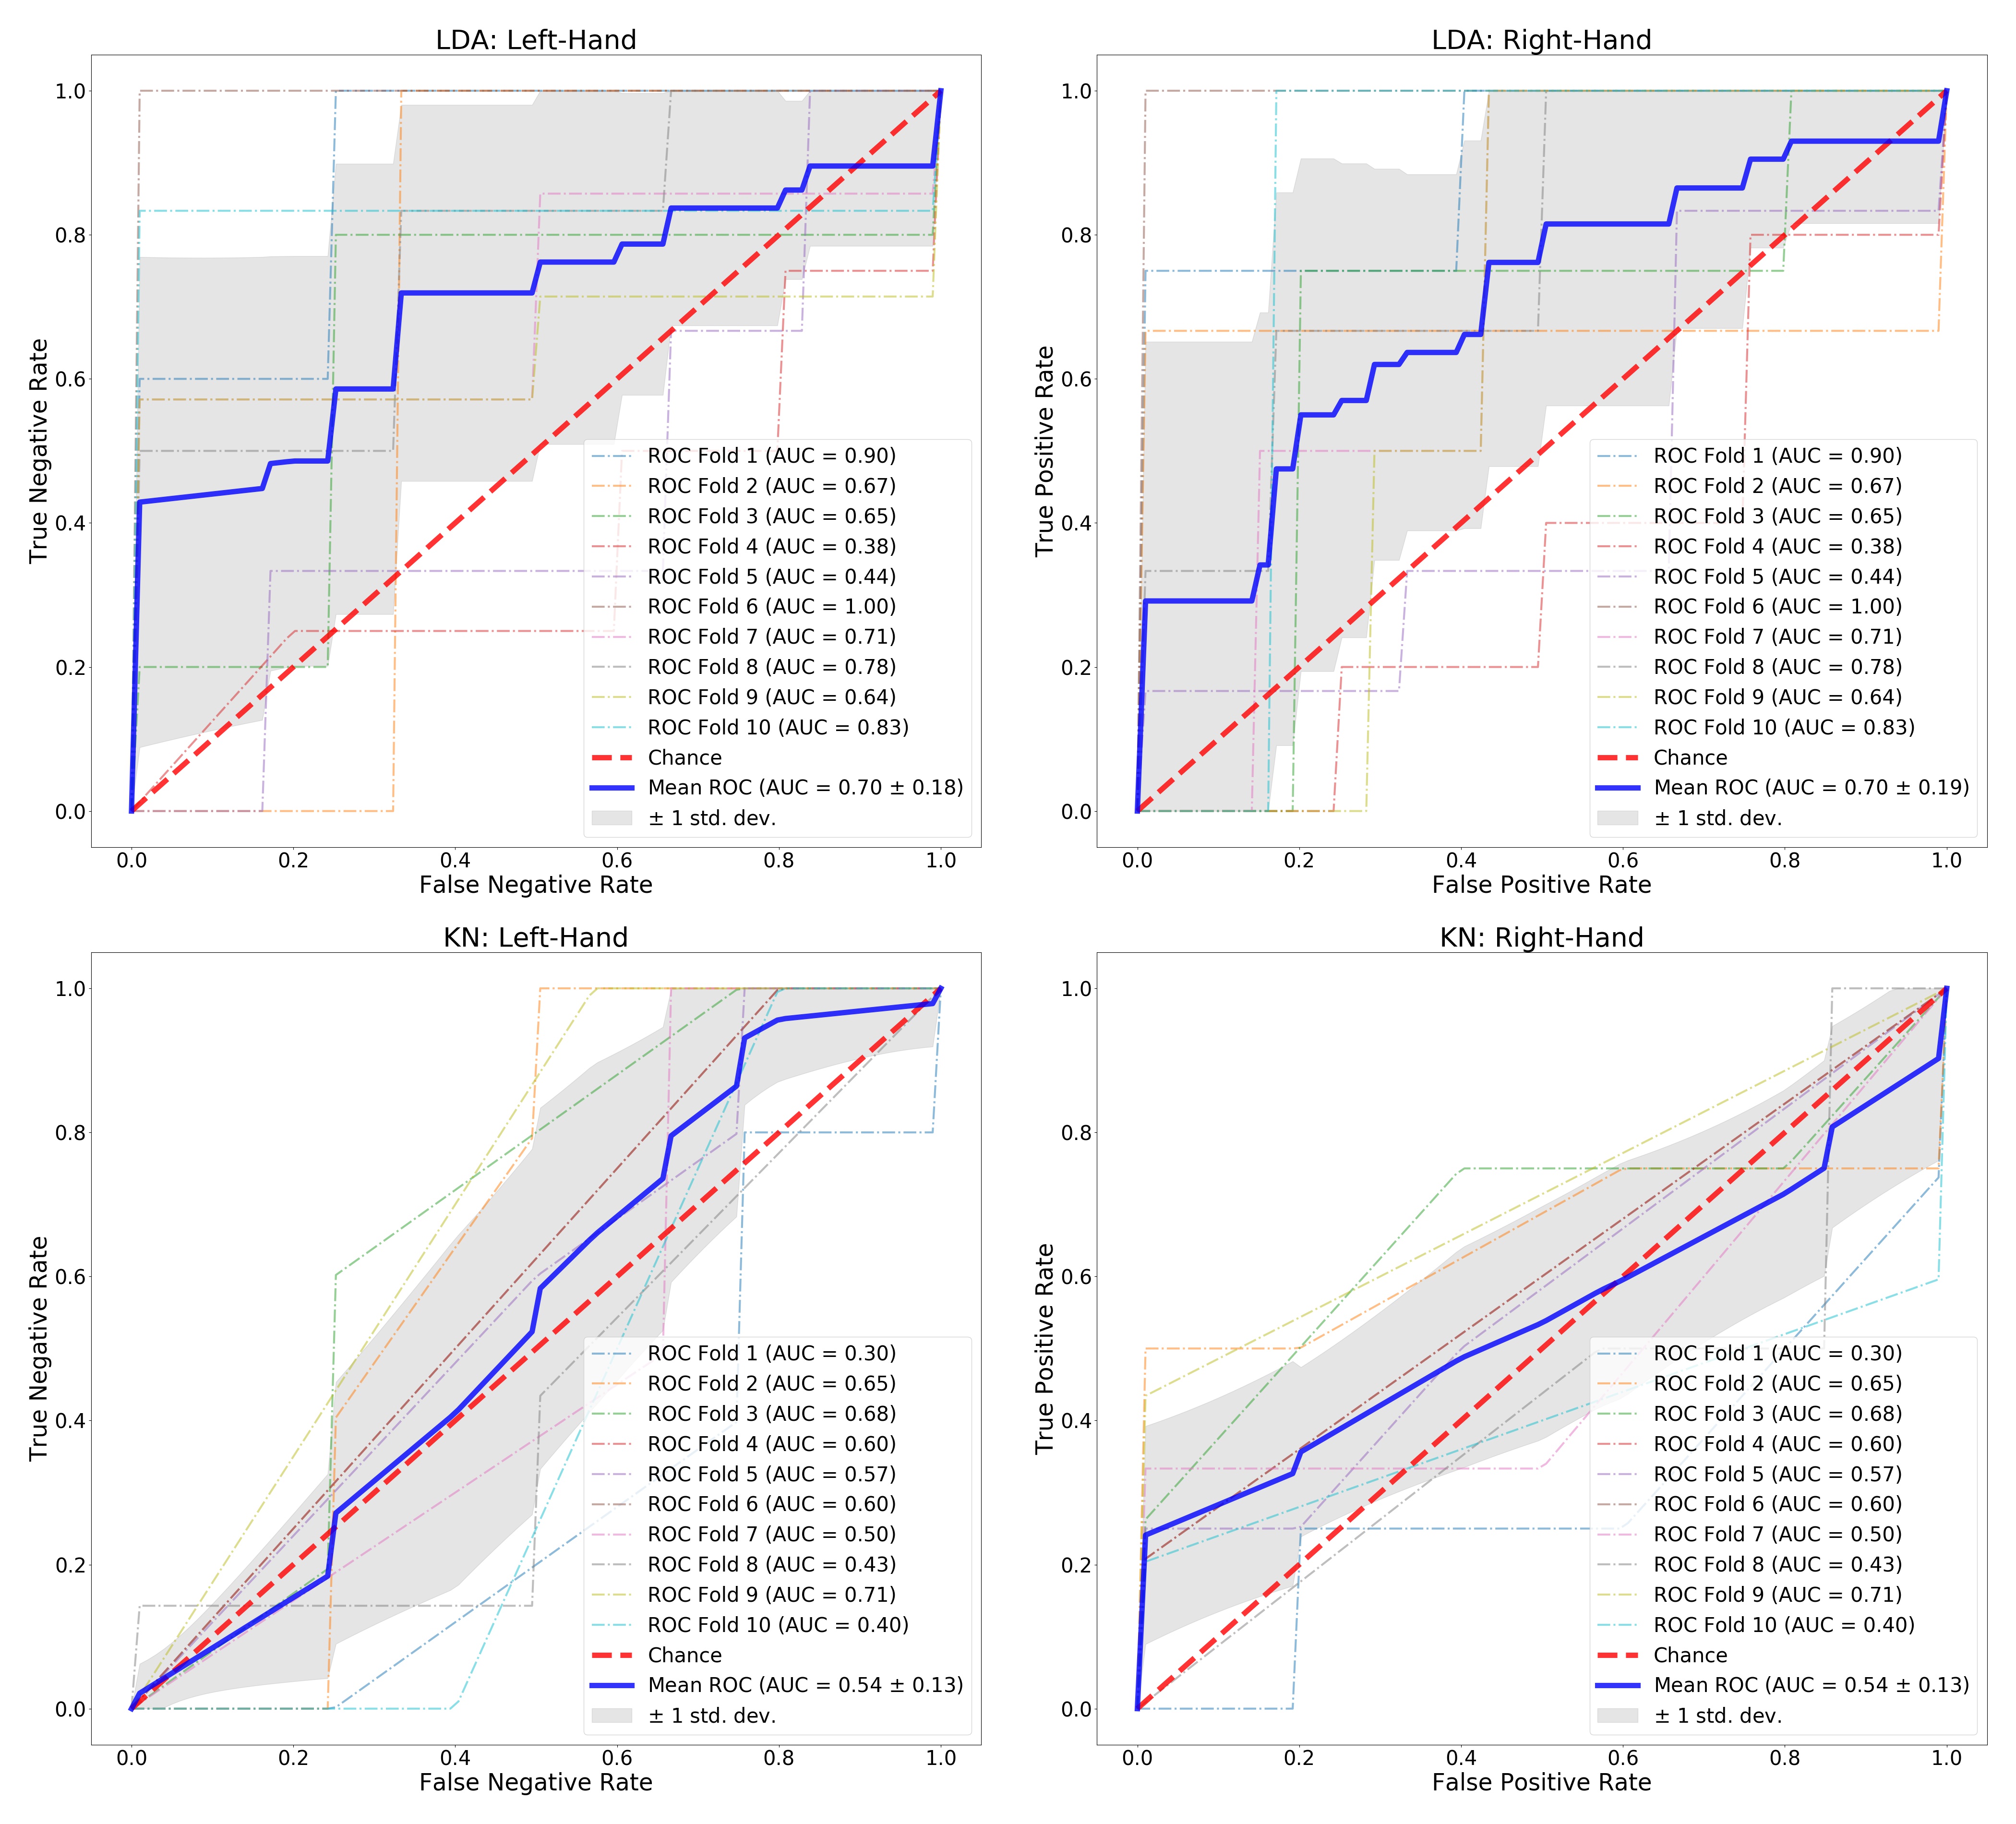 LDA: Left-Hand
True Negative Rate
1.0
0.8
0.6
0.4
0.2
0.0
ROC Fold 1 (AUC = 0.90)
ROC Fold 2 (AUC = 0.67)
ROC Fold 3 (AUC = 0.65)
ROC Fold 4 (AUC = 0.38)
ROC Fold 5 (AUC = 0.44)
ROC Fold 6 (AUC = 1.00)
ROC Fold 7 (AUC = 0.71)
ROC Fold 8 (AUC = 0.78)
ROC Fold 9 (AUC = 0.64)
ROC Fold 10 (AUC = 0.83)
Chance
Mean ROC (AUC = 0.70 ± 0.18)
± 1 std. dev.
0.0 0.2 0.4 0.6 0.8 1.0
False Negative Rate
LDA: Right-Hand
True Positive Rate
1.0
0.8
0.6
0.4
0.2
0.0
ROC Fold 1 (AUC = 0.90)
ROC Fold 2 (AUC = 0.67)
ROC Fold 3 (AUC = 0.65)
ROC Fold 4 (AUC = 0.38)
ROC Fold 5 (AUC = 0.44)
ROC Fold 6 (AUC = 1.00)
ROC Fold 7 (AUC = 0.71)
ROC Fold 8 (AUC = 0.78)
ROC Fold 9 (AUC = 0.64)
ROC Fold 10 (AUC = 0.83)
Chance
Mean ROC (AUC = 0.70 ± 0.19)
± 1 std. dev.
0.0 0.2 0.4 0.6 0.8 1.0
False Positive Rate
KN: Left-Hand
True Negative Rate
1.0
0.8
0.6
0.4
0.2
0.0
ROC Fold 1 (AUC = 0.30)
ROC Fold 2 (AUC = 0.65)
ROC Fold 3 (AUC = 0.68)
ROC Fold 4 (AUC = 0.60)
ROC Fold 5 (AUC = 0.57)
ROC Fold 6 (AUC = 0.60)
ROC Fold 7 (AUC = 0.50)
ROC Fold 8 (AUC = 0.43)
ROC Fold 9 (AUC = 0.71)
ROC Fold 10 (AUC = 0.40)
Chance
Mean ROC (AUC = 0.54 ± 0.13)
± 1 std. dev.
0.0 0.2 0.4 0.6 0.8 1.0
False Negative Rate
KN: Right-Hand
True Positive Rate
1.0
0.8
0.6
0.4
0.2
0.0
ROC Fold 1 (AUC = 0.30)
ROC Fold 2 (AUC = 0.65)
ROC Fold 3 (AUC = 0.68)
ROC Fold 4 (AUC = 0.60)
ROC Fold 5 (AUC = 0.57)
ROC Fold 6 (AUC = 0.60)
ROC Fold 7 (AUC = 0.50)
ROC Fold 8 (AUC = 0.43)
ROC Fold 9 (AUC = 0.71)
ROC Fold 10 (AUC = 0.40)
Chance
Mean ROC (AUC = 0.54 ± 0.13)
± 1 std. dev.
0.0 0.2 0.4 0.6 0.8 1.0
False Positive Rate